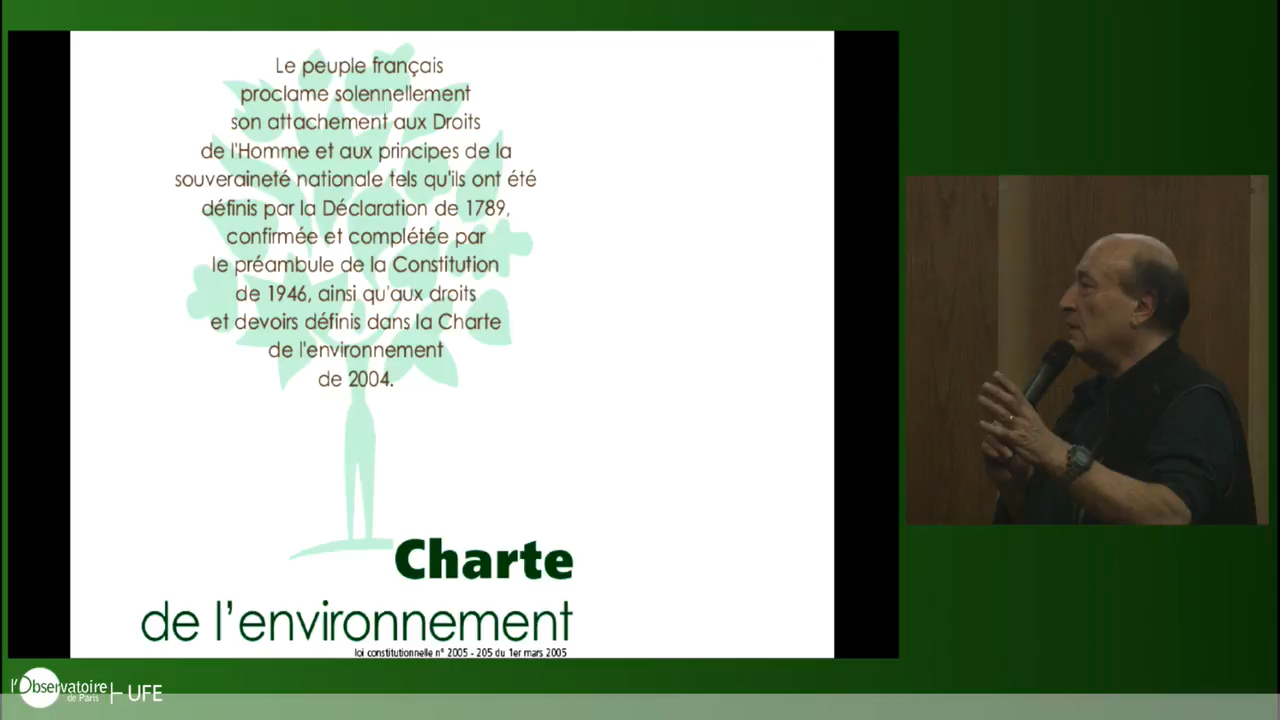 Le peuple français
proclame solennellement
son attachement aux Droits
de l'Homme et aux principes de la
souveraineté nationale tels qu'ils ont été
définis par la Déclaration de 1789,
confirmée et complétée par
le préambule de la Constitution
de 1946, ainsi qu'aux droits
et devoirs définis dans la Charte
de l'environnement
de 2004.
Charte
de l'environnement
loi constitutionnelle n° 2005 - 205 du 1er mars 2005
l'Observatoire
de Paris
UFE